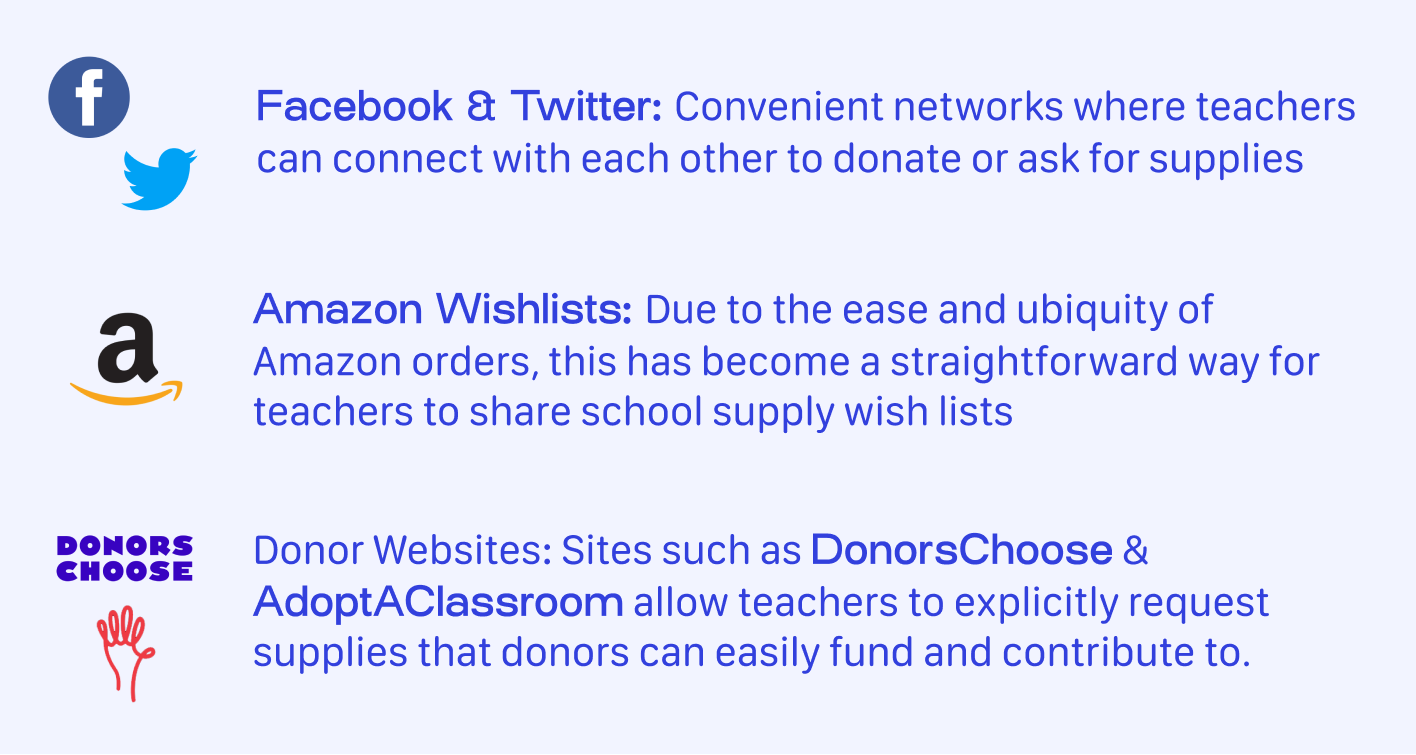 Facebook & Twitter: Convenient networks where teachers
can connect with each other to donate or ask for supplies
Amazon Wishlists: Due to the ease and ubiquity of
Amazon orders, this has become a straightforward way for
teachers to share school supply wish lists
DONORS
CHOOSE
Donor Websites: Sites such as DonorsChoose &
AdoptAClassroom allow teachers to explicitly request
supplies that donors can easily fund and contribute to.